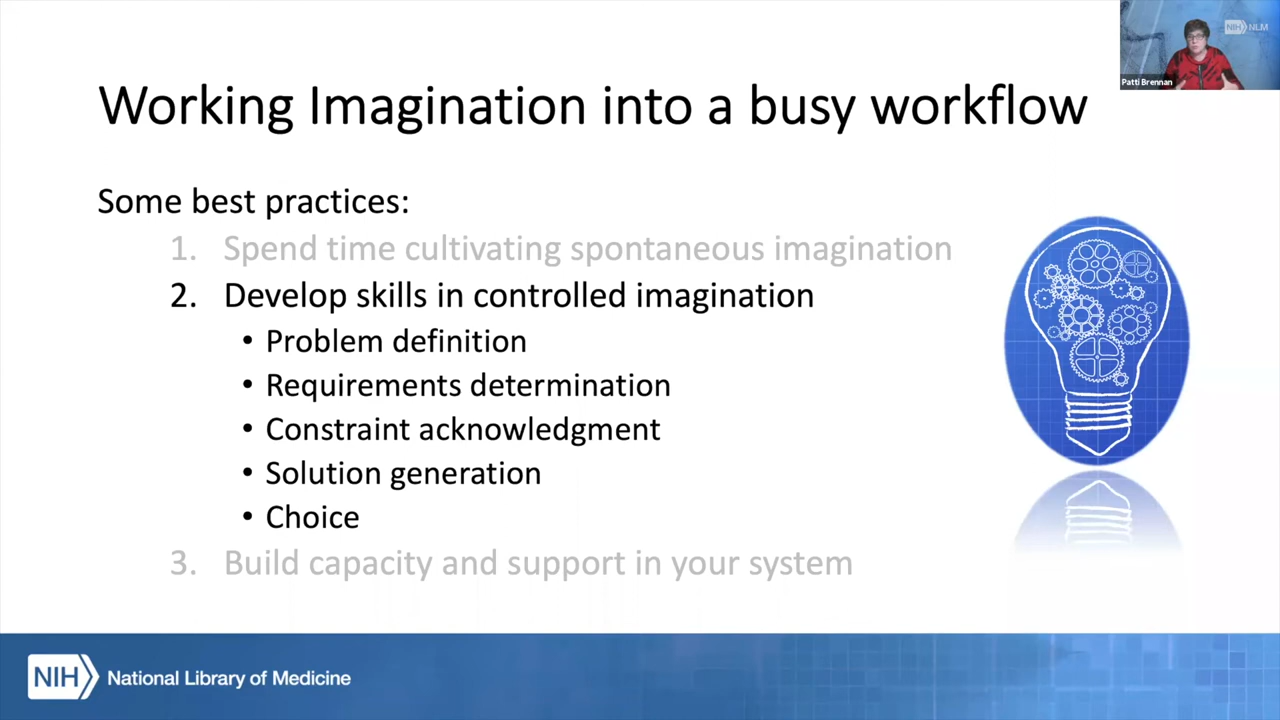 NIH NLM
Patti Brennan
Working Imagination into a busy workflow
Some best practices:
1. Spend time cultivating spontaneous imagination
2. Develop skills in controlled imagination
• Problem definition
• Requirements determination
• Constraint acknowledgment
• Solution generation
• Choice
3. Build capacity and support in your system
NIH National Library of Medicine